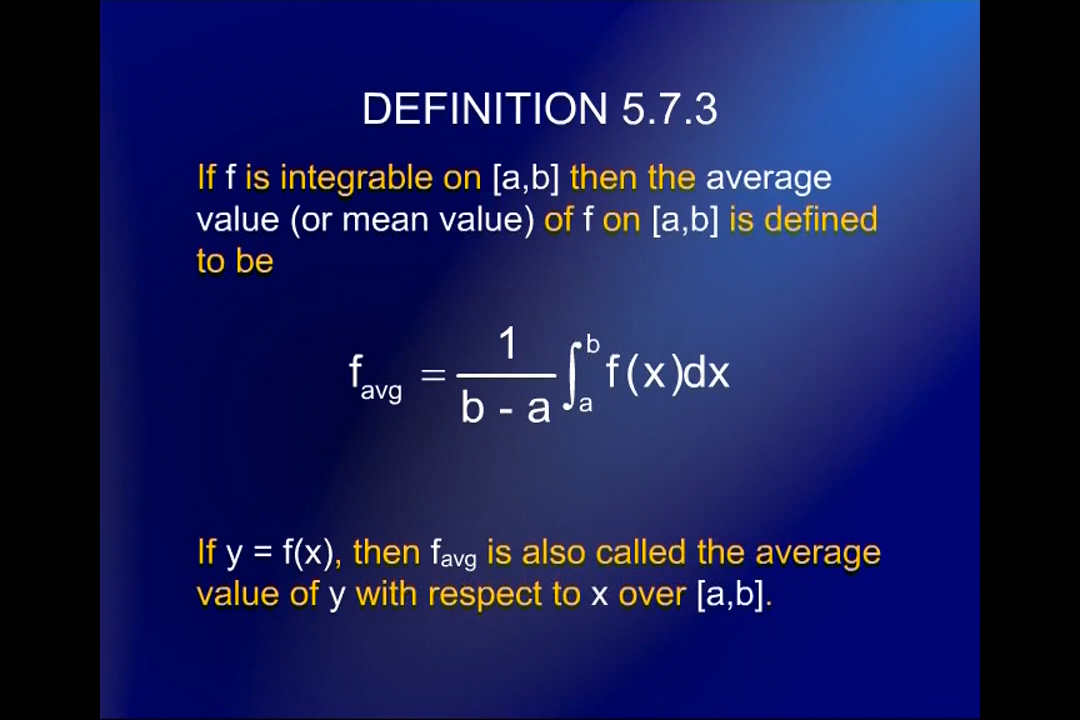 DEFINITION 5.7.3
If f is integrable on [a,b] then the average
value (or mean value) of f on [a,b] is defined
to be
f_avg = \frac{1}{b - a} \int_a^b f(x)dx
If y = f(x), then f_avg is also called the average
value of y with respect to x over [a,b].